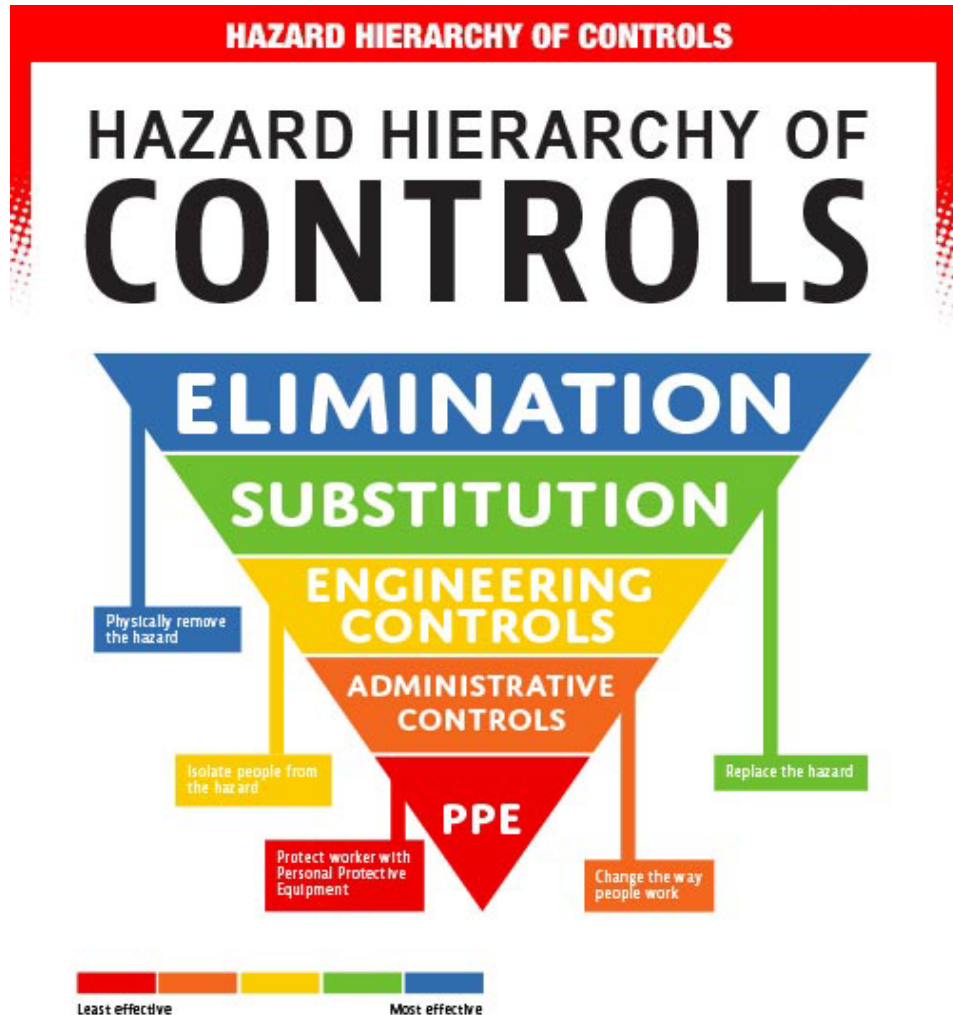 HAZARD HIERARCHY OF CONTROLS
HAZARD HIERARCHY OF
CONTROLS
ELIMINATION
SUBSTITUTION
ENGINEERING
CONTROLS
Physically remove
the hazard
ADMINISTRATIVE
CONTROLS
Isolate people from
the hazard
Replace the hazard
PPE
Protect worker with
Personal Protective
Equipment
Change the way
people work
Least effective
Most effective